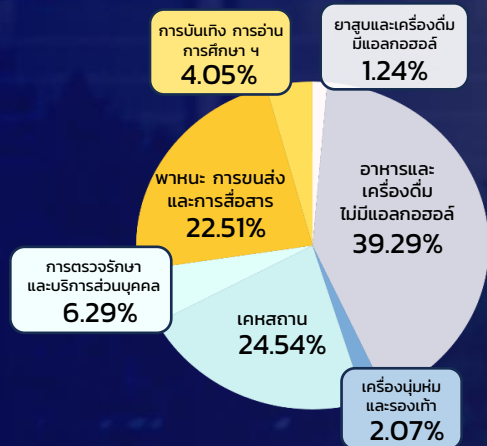 การบันเทิง การอ่าน
การศึกษา ฯ
4.05%
ยาสูบและเครื่องดื่ม
มีแอลกอฮอล์
1.24%
พาหนะ การขนส่ง
และการสื่อสาร
22.51%
อาหารและ
เครื่องดื่ม
ไม่มีแอลกอฮอล์
39.29%
การตรวจรักษา
และบริการส่วนบุคคล
6.29%
เคหสถาน
24.54%
เครื่องนุ่มห่ม
และรองเท้า
2.07%